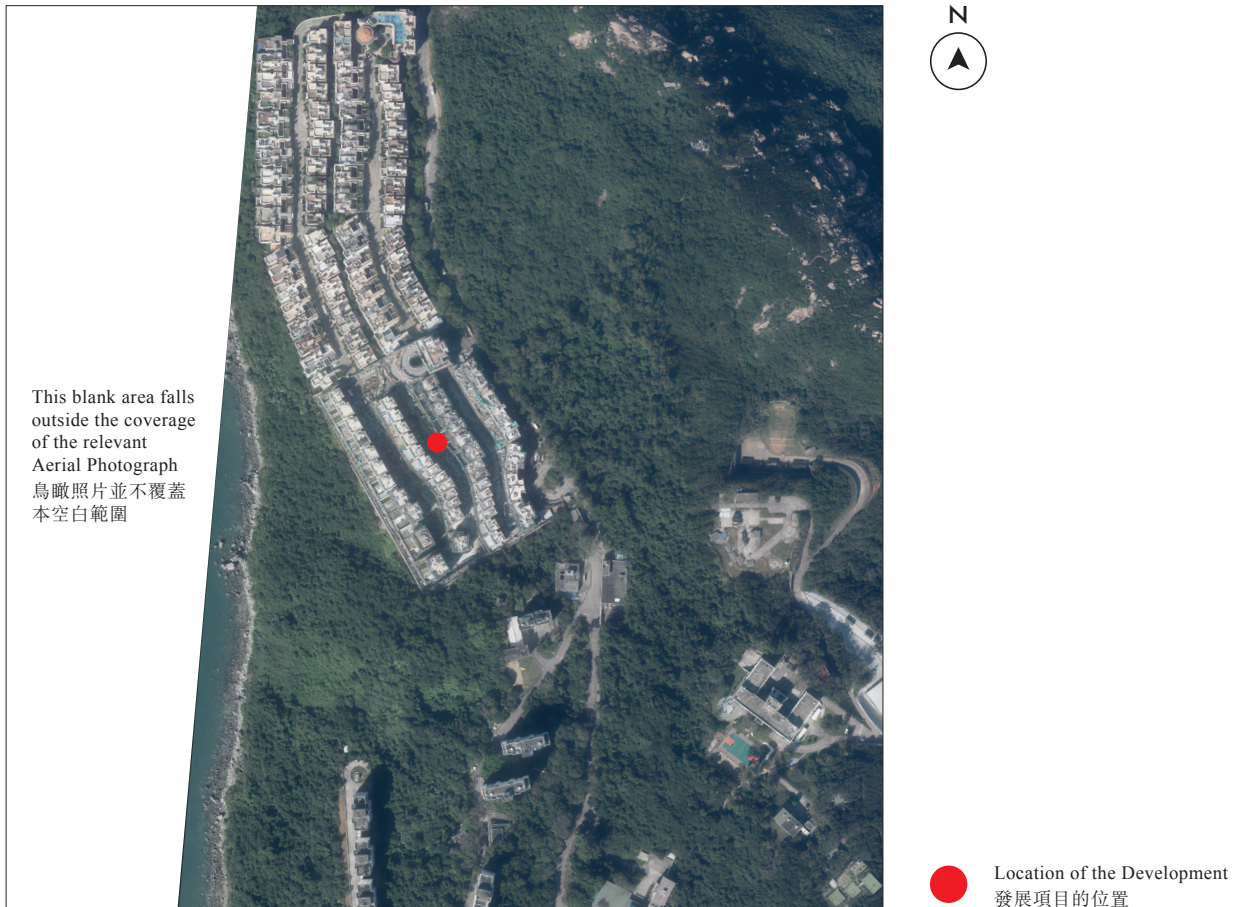 N
This blank area falls
outside the coverage
of the relevant
Aerial Photograph
鳥瞰照片並不覆蓋
本空白範圍
Location of the Development
發展項目的位置